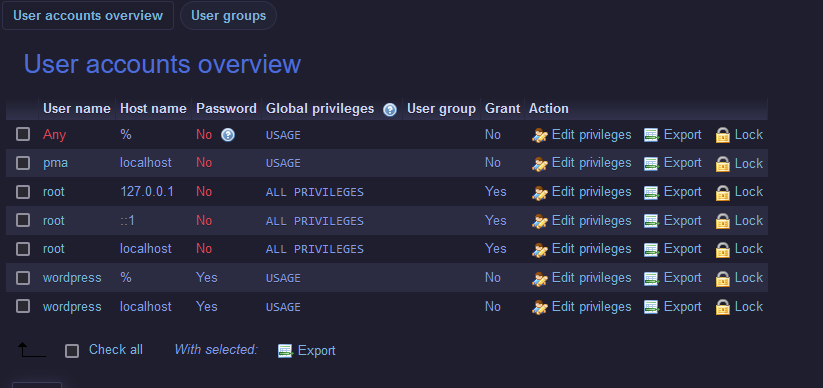 User accounts overview User groups
User accounts overview
User name Host name Password Global privileges User group Grant Action
Any % No USAGE No Edit privileges Export Lock
pma localhost No USAGE No Edit privileges Export Lock
root 127.0.0.1 No ALL PRIVILEGES Yes Edit privileges Export Lock
root ::1 No ALL PRIVILEGES Yes Edit privileges Export Lock
root localhost No ALL PRIVILEGES Yes Edit privileges Export Lock
wordpress % Yes USAGE No Edit privileges Export Lock
wordpress localhost Yes USAGE No Edit privileges Export Lock
Check all With selected: Export